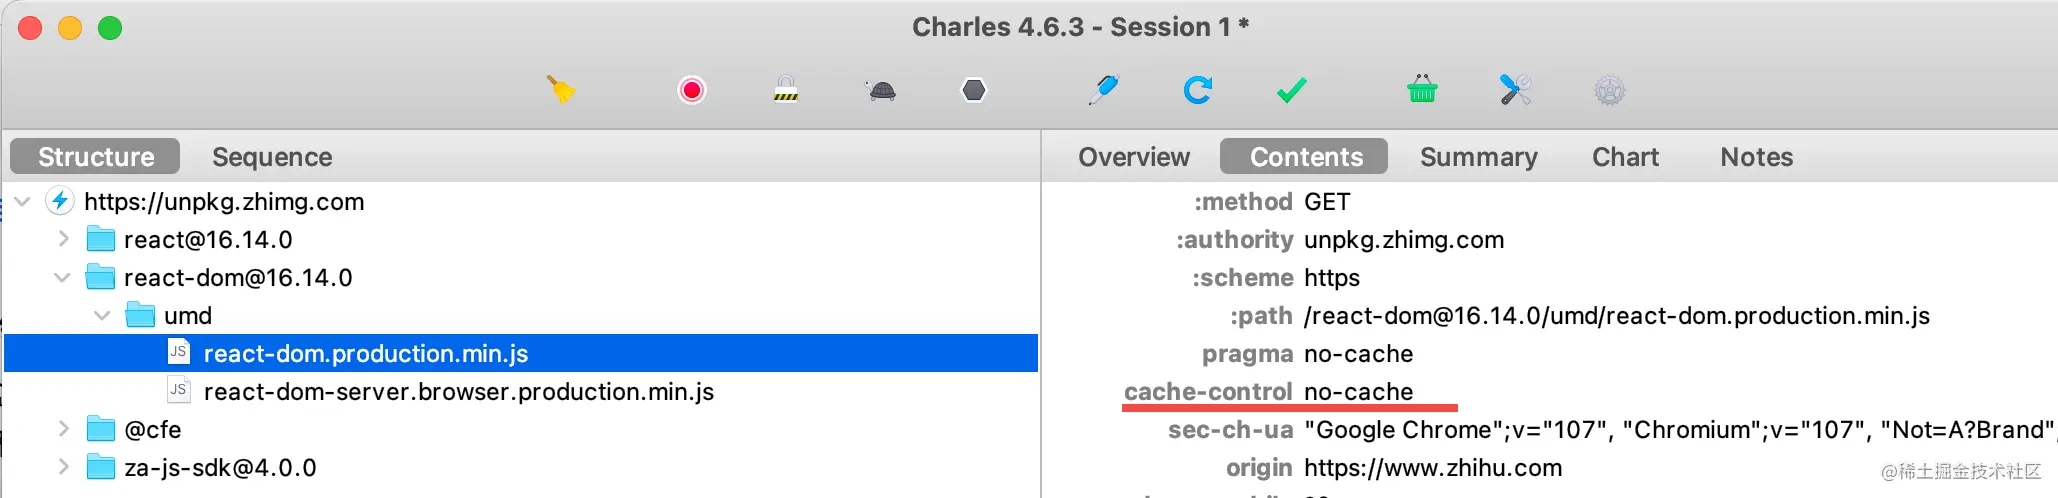 Charles 4.6.3 - Session 1 *
Structure Sequence
https://unpkg.zhimg.com
react@16.14.0
react-dom@16.14.0
umd
react-dom.production.min.js
react-dom-server.browser.production.min.js
@cfe
za-js-sdk@4.0.0
Overview Contents Summary Chart Notes
:method GET
:authority unpkg.zhimg.com
:scheme https
:path /react-dom@16.14.0/umd/react-dom.production.min.js
pragma no-cache
cache-control no-cache
sec-ch-ua "Google Chrome";v="107", "Chromium";v="107", "Not=A?Brand";
origin https://www.zhihu.com
@稀土掘金技术社区